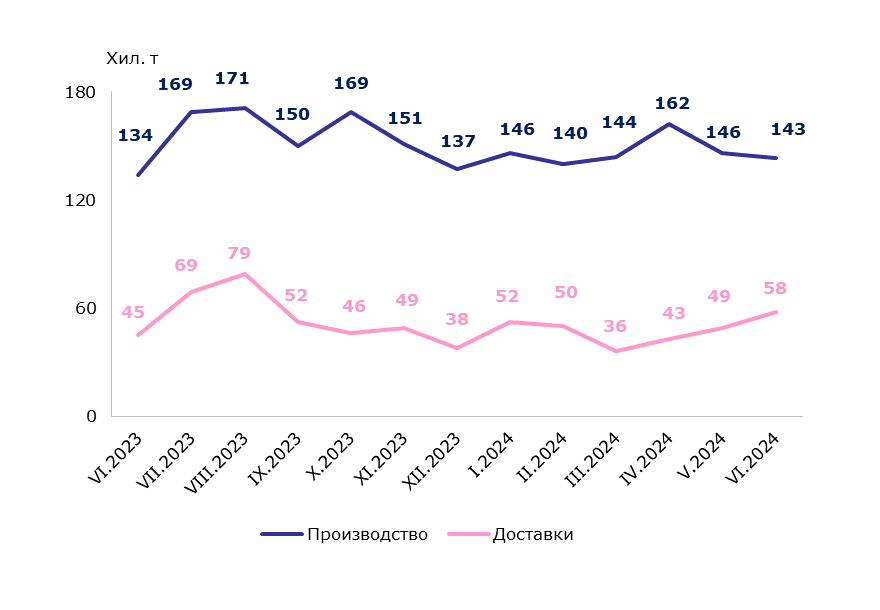 Хил. т
180
120
60
0
134 169 171 150 169 151 137 146 140 144 162 146 143
45 69 79 52 46 49 38 52 50 36 43 49 58
VI.2023 VII.2023 VIII.2023 IX.2023 X.2023 XI.2023 XII.2023 I.2024 II.2024 III.2024 IV.2024 V.2024 VI.2024
Производство Доставки